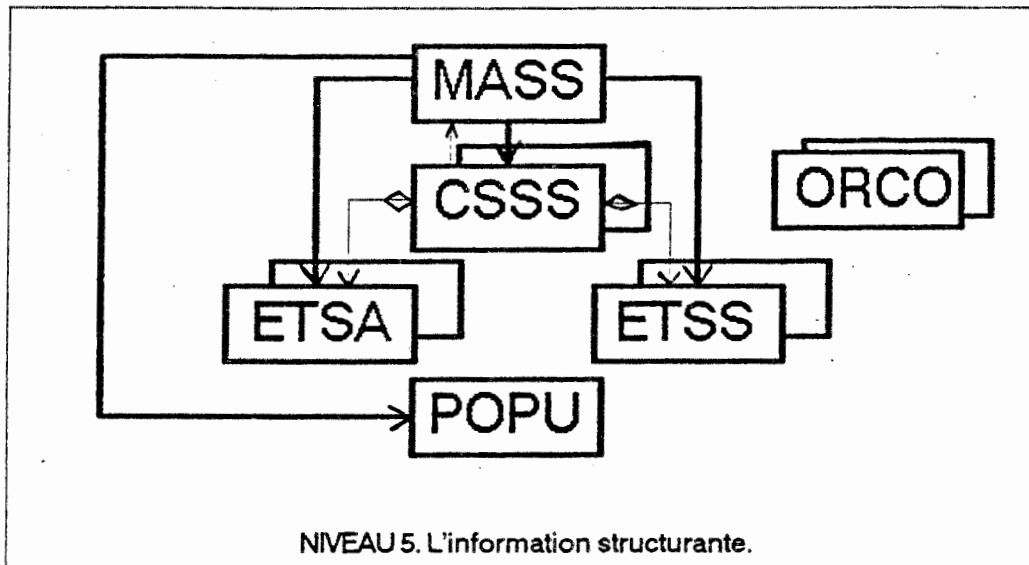 MASS
CSSS
ORCO
ETSA
ETSS
POPU
NIVEAU 5. L'information structurante.